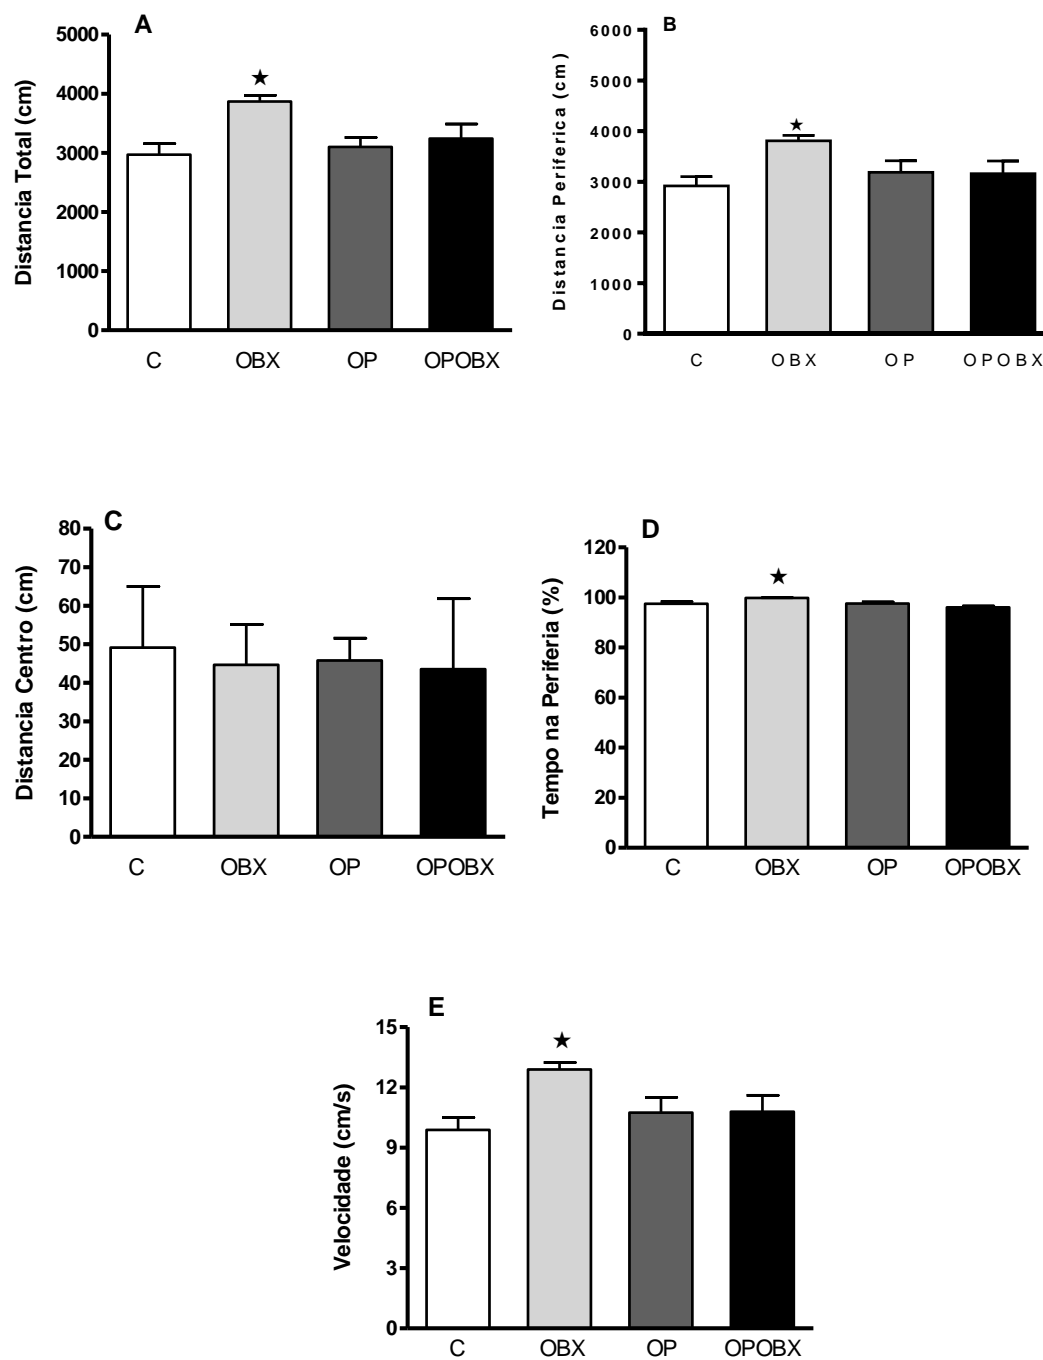 A
Distancia Total (cm)
5000
4000
3000
2000
1000
0
★
C OBX OP OPOBX
B
Distancia Periferica (cm)
6000
5000
4000
3000
2000
1000
0
★
C OBX OP OPOBX
C
Distancia Centro (cm)
80
70
60
50
40
30
20
10
0
C OBX OP OPOBX
D
Tempo na Periferia (%)
120
100
80
60
40
20
0
★
C OBX OP OPOBX
E
Velocidade (cm/s)
15
12
9
6
3
0
★
C OBX OP OPOBX